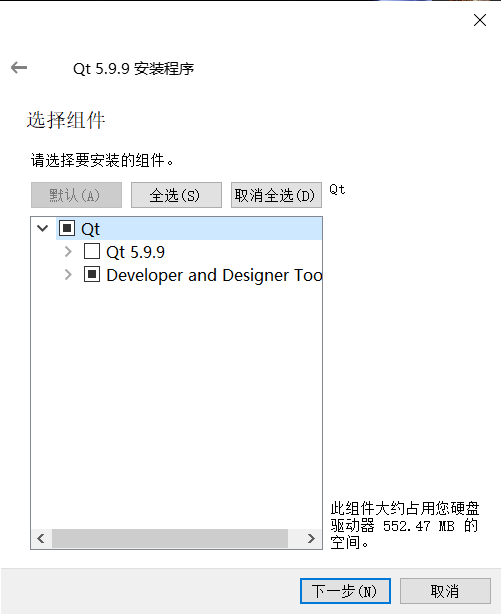 Qt 5.9.9 安装程序
选择组件
请选择要安装的组件。
默认(A) 全选(S) 取消全选(D) Qt
Qt
Qt 5.9.9
Developer and Designer Too
此组件大约占用您硬盘
驱动器 552.47 MB 的
空间。
下一步(N) 取消